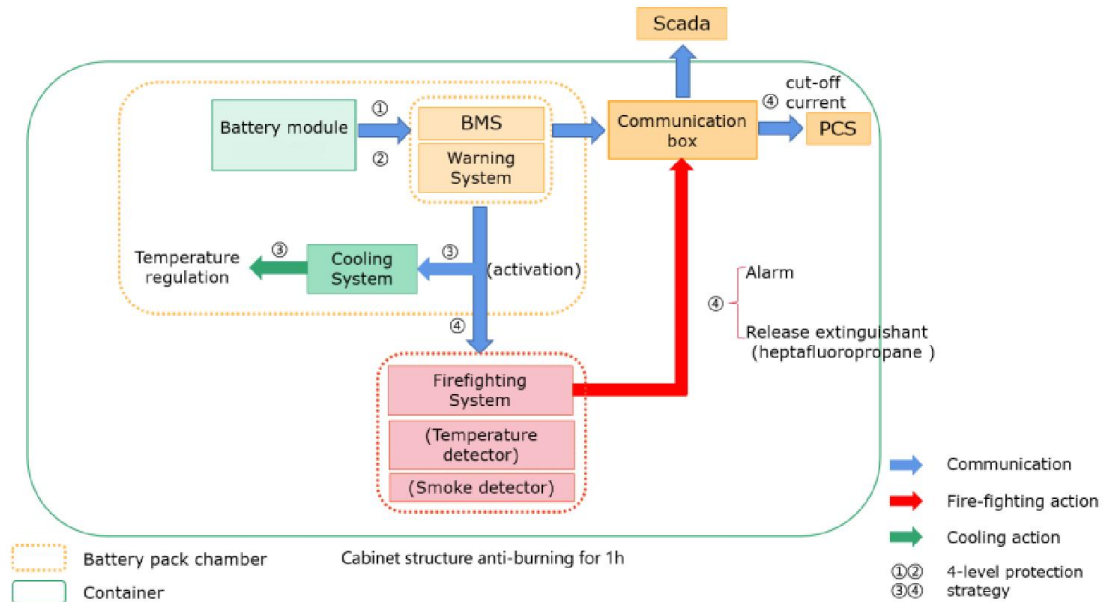 Scada
Battery module
①
②
BMS
Warning
System
Communication
box
④
cut-off
current
PCS
Temperature
regulation
③
Cooling
System
③
(activation)
④
Firefighting
System
(Temperature
detector)
(Smoke detector)
④
Alarm
Release extinguishant
(heptafluoropropane )
Communication
Fire-fighting action
Cooling action
①②
③④
4-level protection
strategy
Battery pack chamber
Container
Cabinet structure anti-burning for 1h